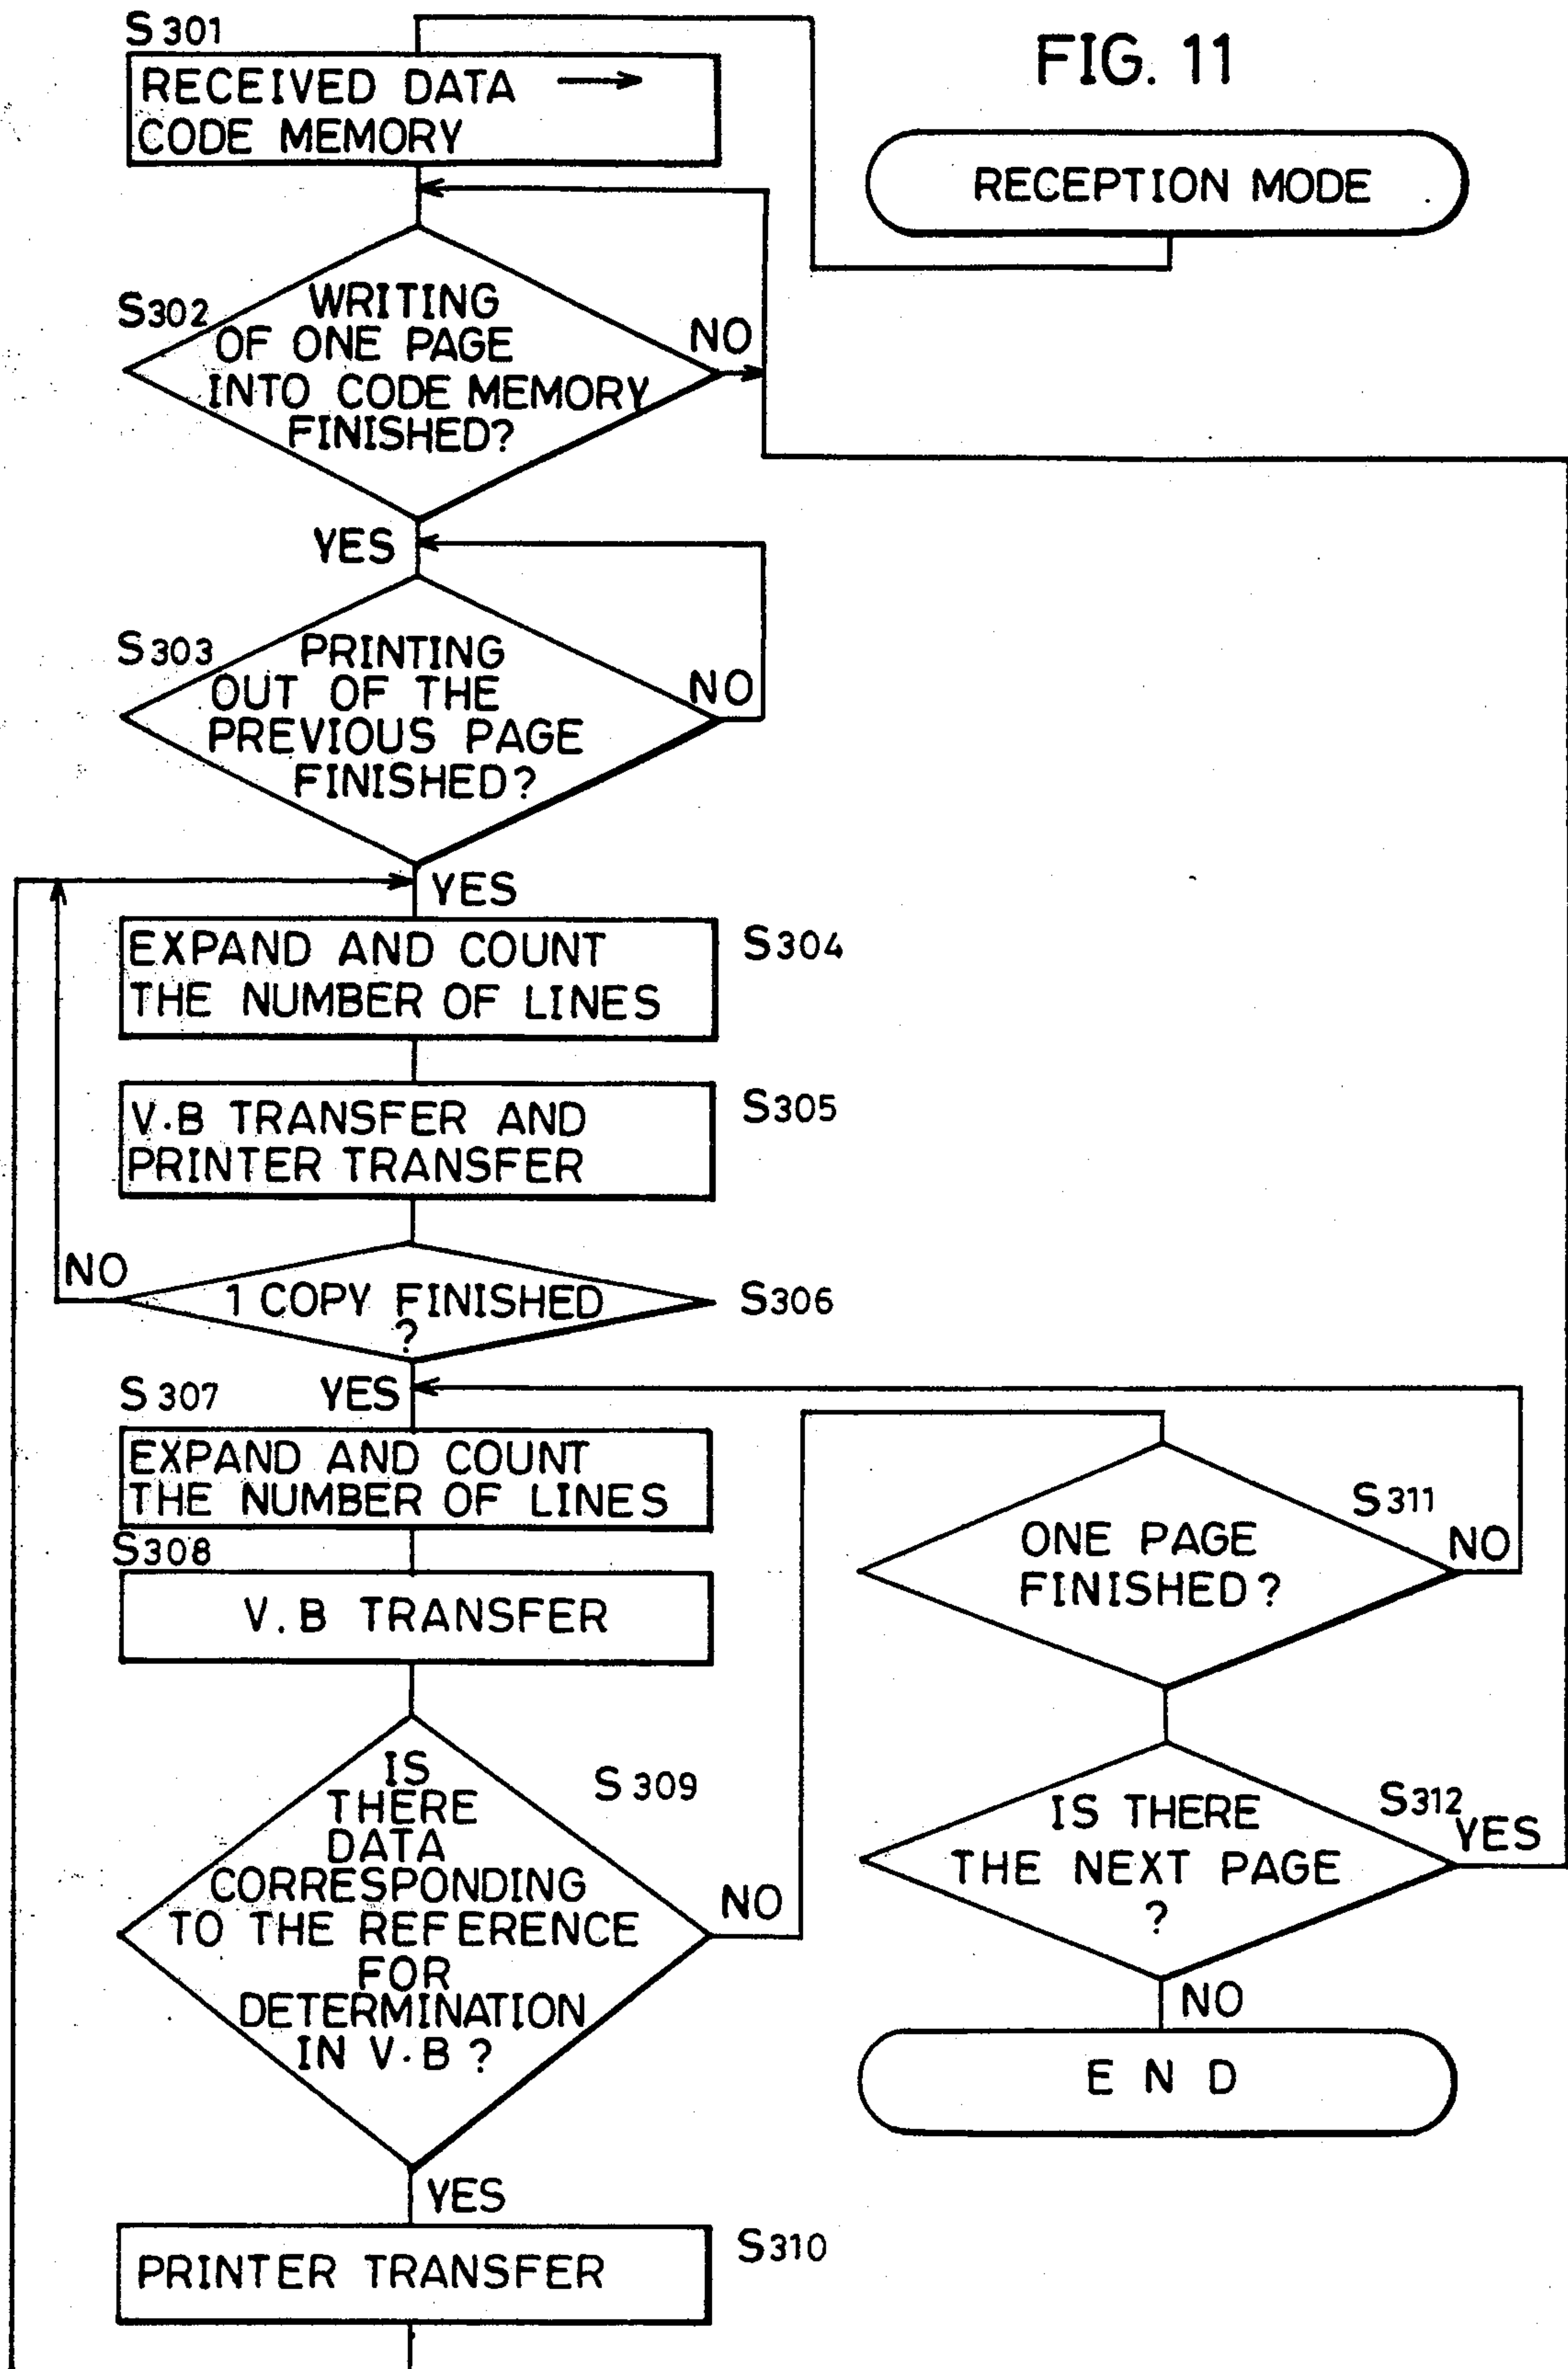 FIG. 11
RECEPTION MODE
S301
RECEIVED DATA →
CODE MEMORY
S302
WRITING
OF ONE PAGE
INTO CODE MEMORY
FINISHED?
NO
YES
S303
PRINTING
OUT OF THE
PREVIOUS PAGE
FINISHED?
NO
YES
S304
EXPAND AND COUNT
THE NUMBER OF LINES
S305
V.B TRANSFER AND
PRINTER TRANSFER
NO
1 COPY FINISHED
?
S306
YES
S307
EXPAND AND COUNT
THE NUMBER OF LINES
S308
V.B TRANSFER
S309
IS
THERE
DATA
CORRESPONDING
TO THE REFERENCE
FOR
DETERMINATION
IN V.B ?
NO
YES
S310
PRINTER TRANSFER
S311
ONE PAGE
FINISHED?
NO
S312
IS THERE
THE NEXT PAGE
?
YES
NO
END